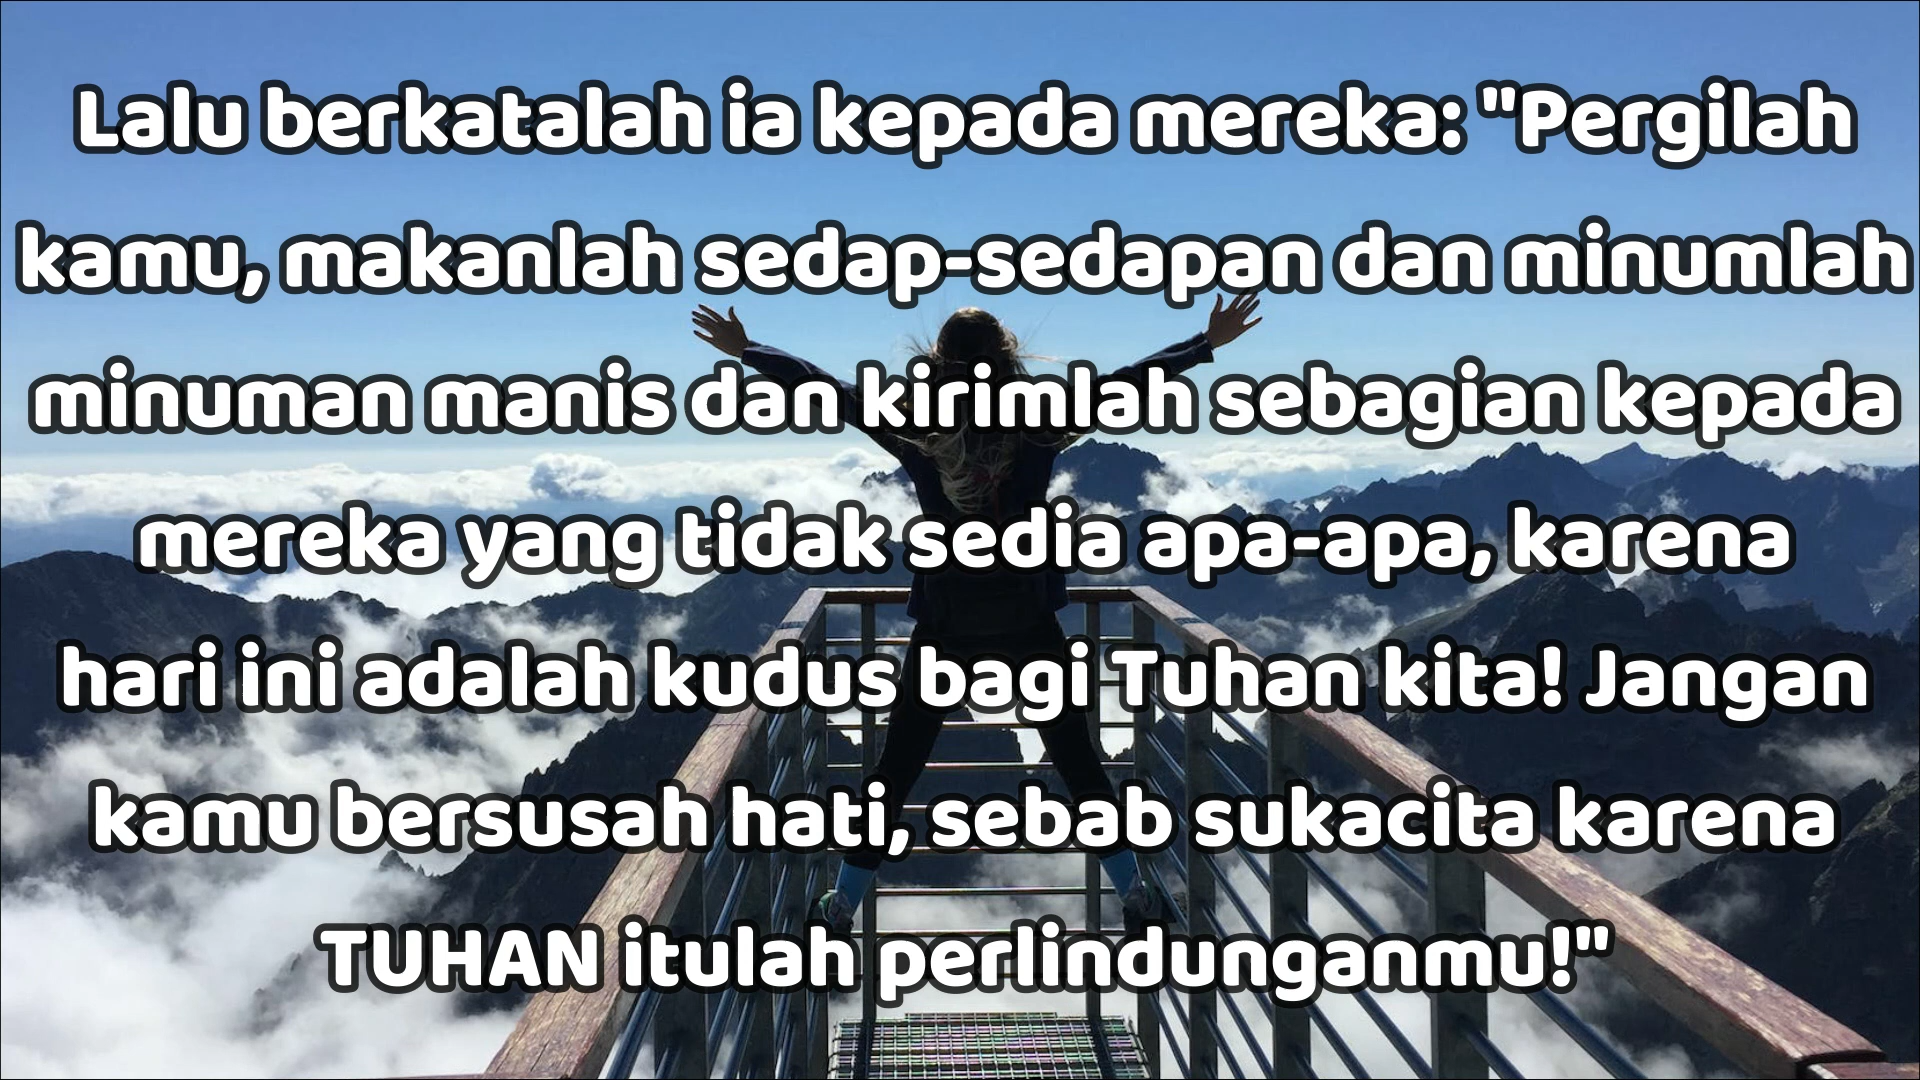 Lalu berkatalah ia kepada mereka: "Pergilah
kamu, makanlah sedap-sedapan dan minumlah
minuman manis dan kirimlah sebagian kepada
mereka yang tidak sedia apa-apa, karena
hari ini adalah kudus bagi Tuhan kita! Jangan
kamu bersusah hati, sebab sukacita karena
TUHAN itulah perlindunganmu!"